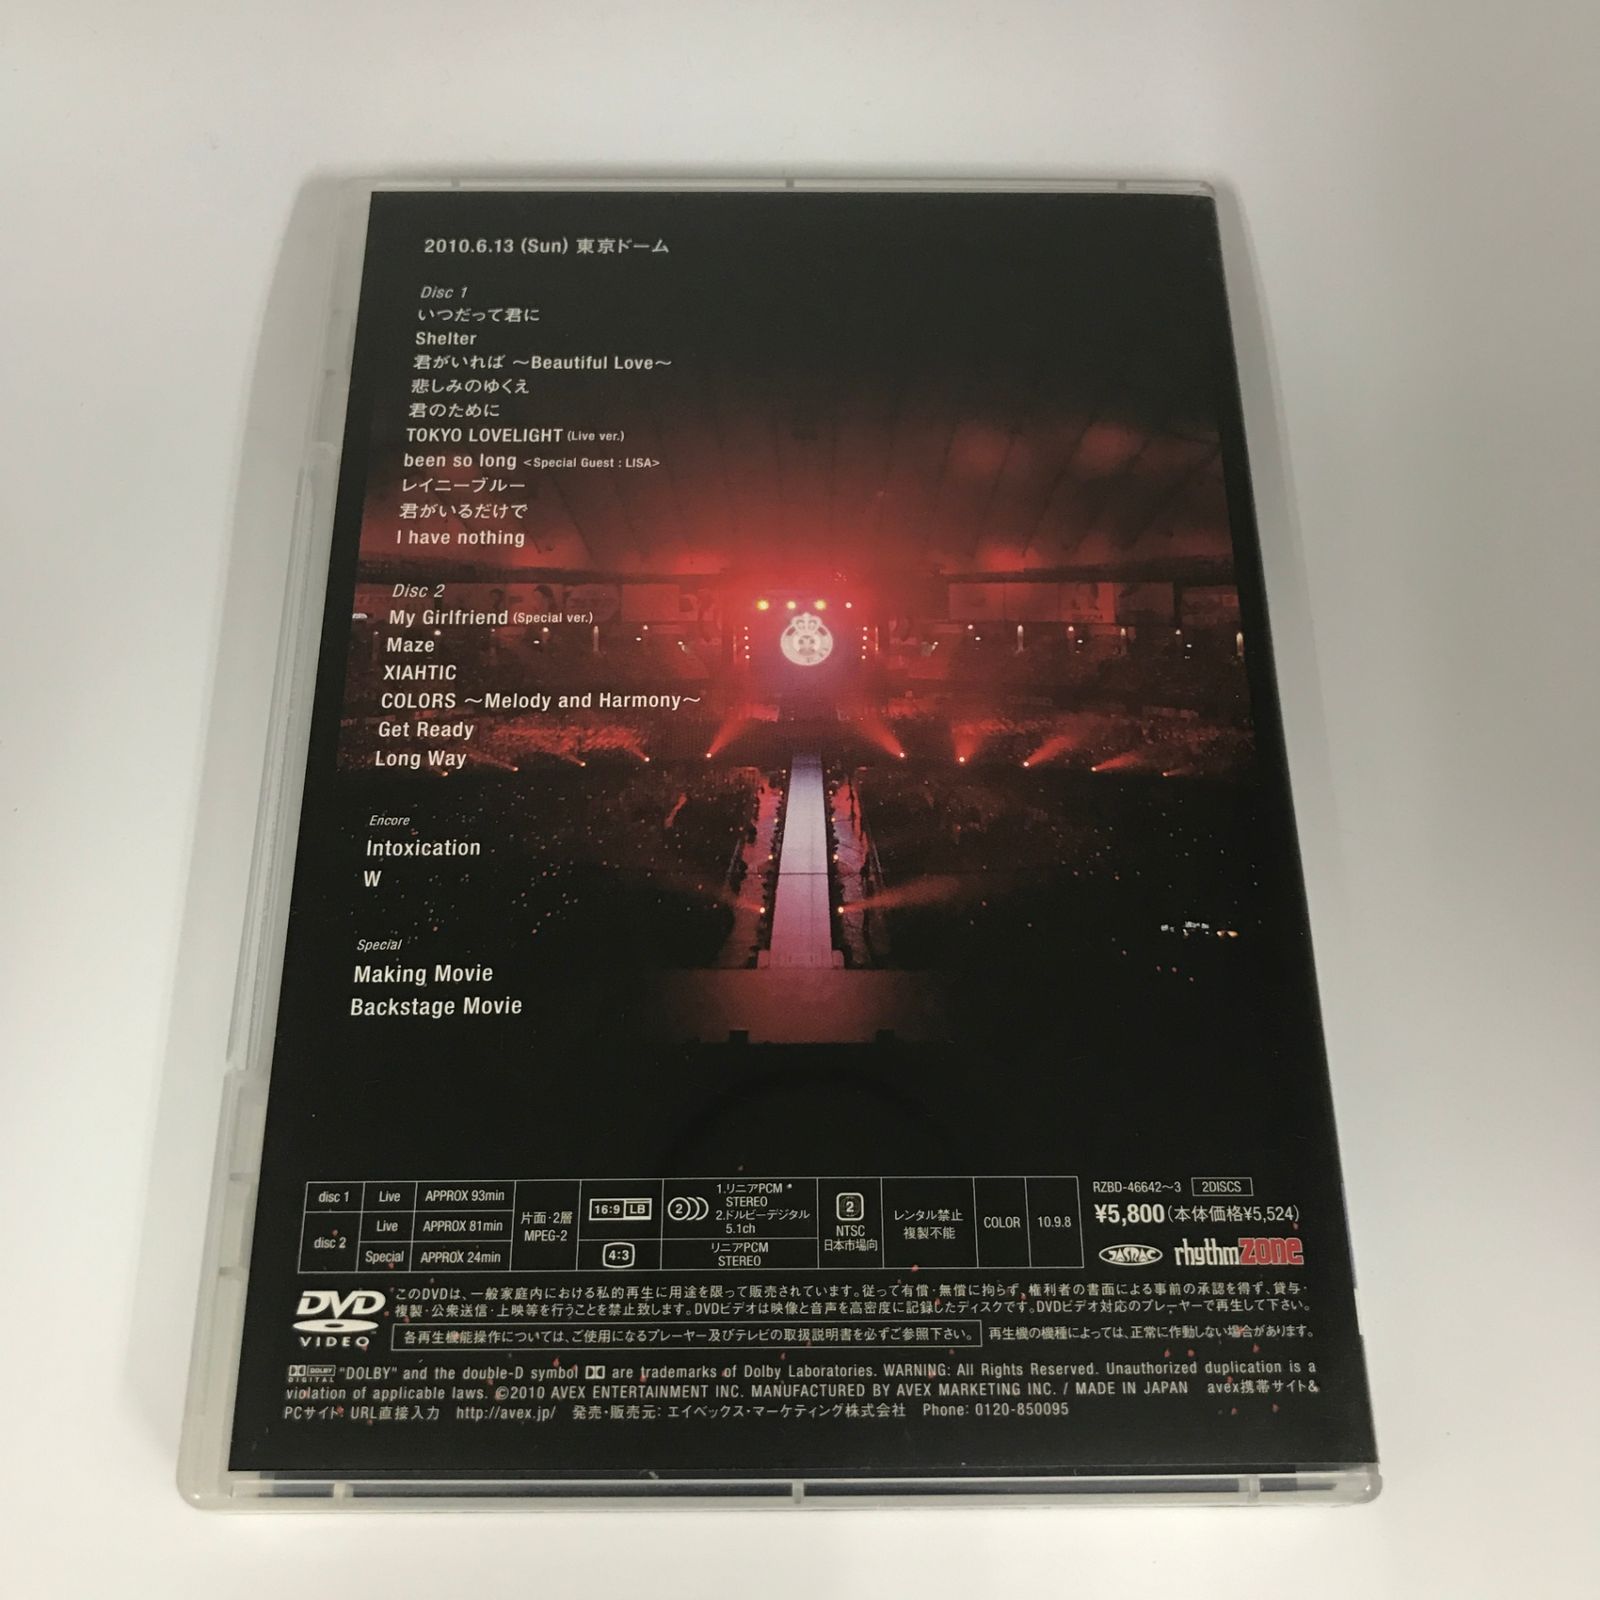 2010.6.13 (Sun) 東京ドーム
Disc 1
いつだって君に
Shelter
君がいれば ～Beautiful Love～
悲しみのゆくえ
君のために
TOKYO LOVELIGHT (Live ver.)
been so long <Special Guest : LISA>
レイニーブルー
君がいるだけで
I have nothing
Disc 2
My Girlfriend (Special ver.)
Maze
XIAHTIC
COLORS ～Melody and Harmony～
Get Ready
Long Way
Encore
Intoxication
W
Special
Making Movie
Backstage Movie
disc 1 Live APPROX 93min
disc 2 Live APPROX 81min
Special APPROX 24min
片面・2層
MPEG-2
16:9 LB
4:3
2
1.リニアPCM
STEREO
2.ドルビーデジタル
5.1ch
リニアPCM
STEREO
2
NTSC
日本市場向
レンタル禁止
複製不能
COLOR
10.9.8
RZBD-46642～3 2DISCS
¥5,800(本体価格¥5,524)
JASRAC rhythmzone
DVD
VIDEO
このDVDは、一般家庭内における私的再生に用途を限って販売されています。従って有償・無償に拘らず、権利者の書面による事前の承認を得ず、貸与・
複製・公衆送信・上映等を行うことを禁止致します。DVDビデオは映像と音声を高密度に記録したディスクです。DVDビデオ対応のプレーヤーで再生して下さい。
各再生機能操作については、ご使用になるプレーヤー及びテレビの取扱説明書を必ずご参照下さい。 再生機の機種によっては、正常に作動しない場合があります。
DOLBY DIGITAL "DOLBY" and the double-D symbol are trademarks of Dolby Laboratories. WARNING: All Rights Reserved. Unauthorized duplication is a
violation of applicable laws. ©2010 AVEX ENTERTAINMENT INC. MANUFACTURED BY AVEX MARKETING INC. / MADE IN JAPAN avex携帯サイト&
PCサイト: URL直接入力 http://avex.jp/ 発売・販売元: エイベックス・マーケティング株式会社 Phone: 0120-850095